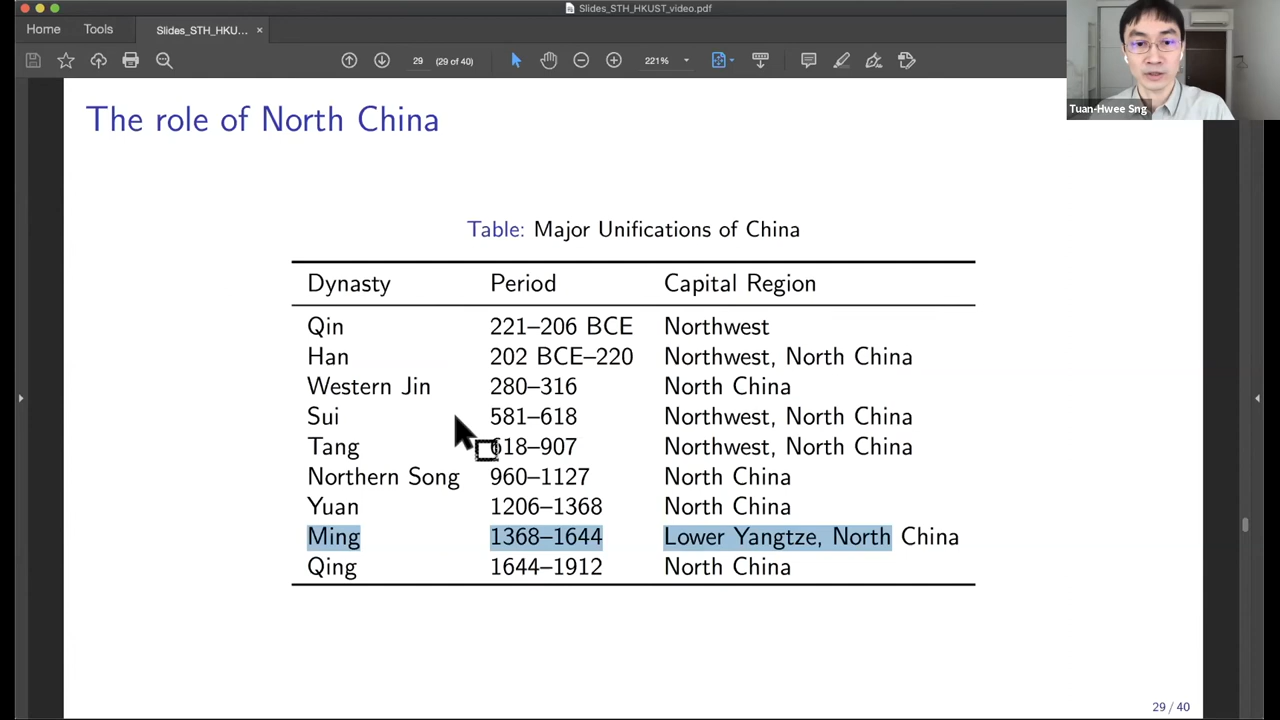 Slides_STH_HKUST_video.pdf
Home Tools Slides_STH_HKU... ×
29 (29 of 40) 221%
Tuan-Hwee Sng
The role of North China
Table: Major Unifications of China
Dynasty Period Capital Region
Qin 221–206 BCE Northwest
Han 202 BCE–220 Northwest, North China
Western Jin 280–316 North China
Sui 581–618 Northwest, North China
Tang 618–907 Northwest, North China
Northern Song 960–1127 North China
Yuan 1206–1368 North China
Ming 1368–1644 Lower Yangtze, North China
Qing 1644–1912 North China
29 / 40